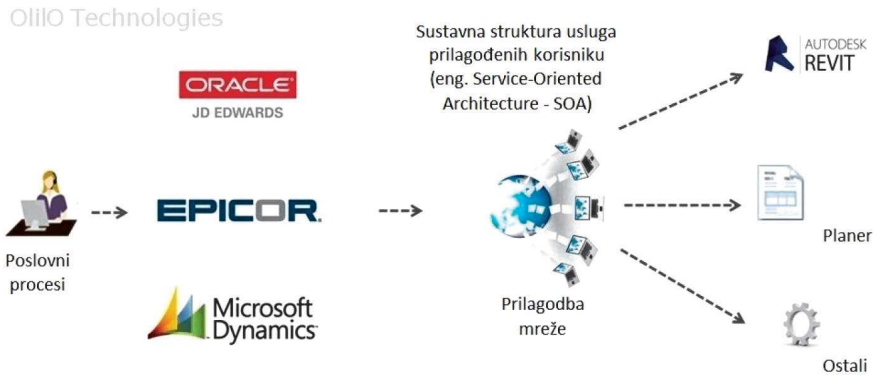 OlilO Technologies
Poslovni
procesi
ORACLE
JD EDWARDS
EPICOR®
Microsoft
Dynamics
Sustavna struktura usluga
prilagođenih korisniku
(eng. Service-Oriented
Architecture - SOA)
Prilagodba
mreže
AUTODESK
REVIT
Planer
Ostali